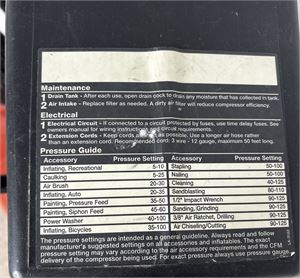 Maintenance
1 Drain Tank - After each use, open drain cock to drain any moisture that has collected in tank.
2 Air Intake - Replace filter as needed. A dirty air filter will reduce compressor efficiency.
Electrical
1 Electrical Circuit - If connected to a circuit protected by fuses, use time delay fuses. See
owners manual for wiring instructions and circuit requirements.
2 Extension Cords - Keep cords as short as possible. Use a longer air hose rather
than an extension cord. Recommended cord: 3 wire - 12 gauge, maximum 50 feet long.
Pressure Guide
Accessory Pressure Setting Accessory Pressure Setting
Inflating, Recreational 5-10 Stapling 50-100
Caulking 5-25 Nailing 50-100
Air Brush 20-30 Cleaning 40-125
Inflating, Auto 20-35 Sandblasting 80-110
Painting, Pressure Feed 35-50 1/2" Impact Wrench 90-125
Painting, Siphon Feed Sanding, Grinding 90-125
Power Washer 40-100 3/8" Air Ratchet, Drilling 90-125
Inflating, Bicycles 35-100 Air Chiseling/Cutting 90-125
The pressure settings are intended as a general guideline. Always read and follow
manufacturer's suggested settings on all accessories and inflatables. The exact
pressure setting may vary according to the air pressure requirements and the CFM
delivery of the compressor being used. For exact pressure always use pressure gauge